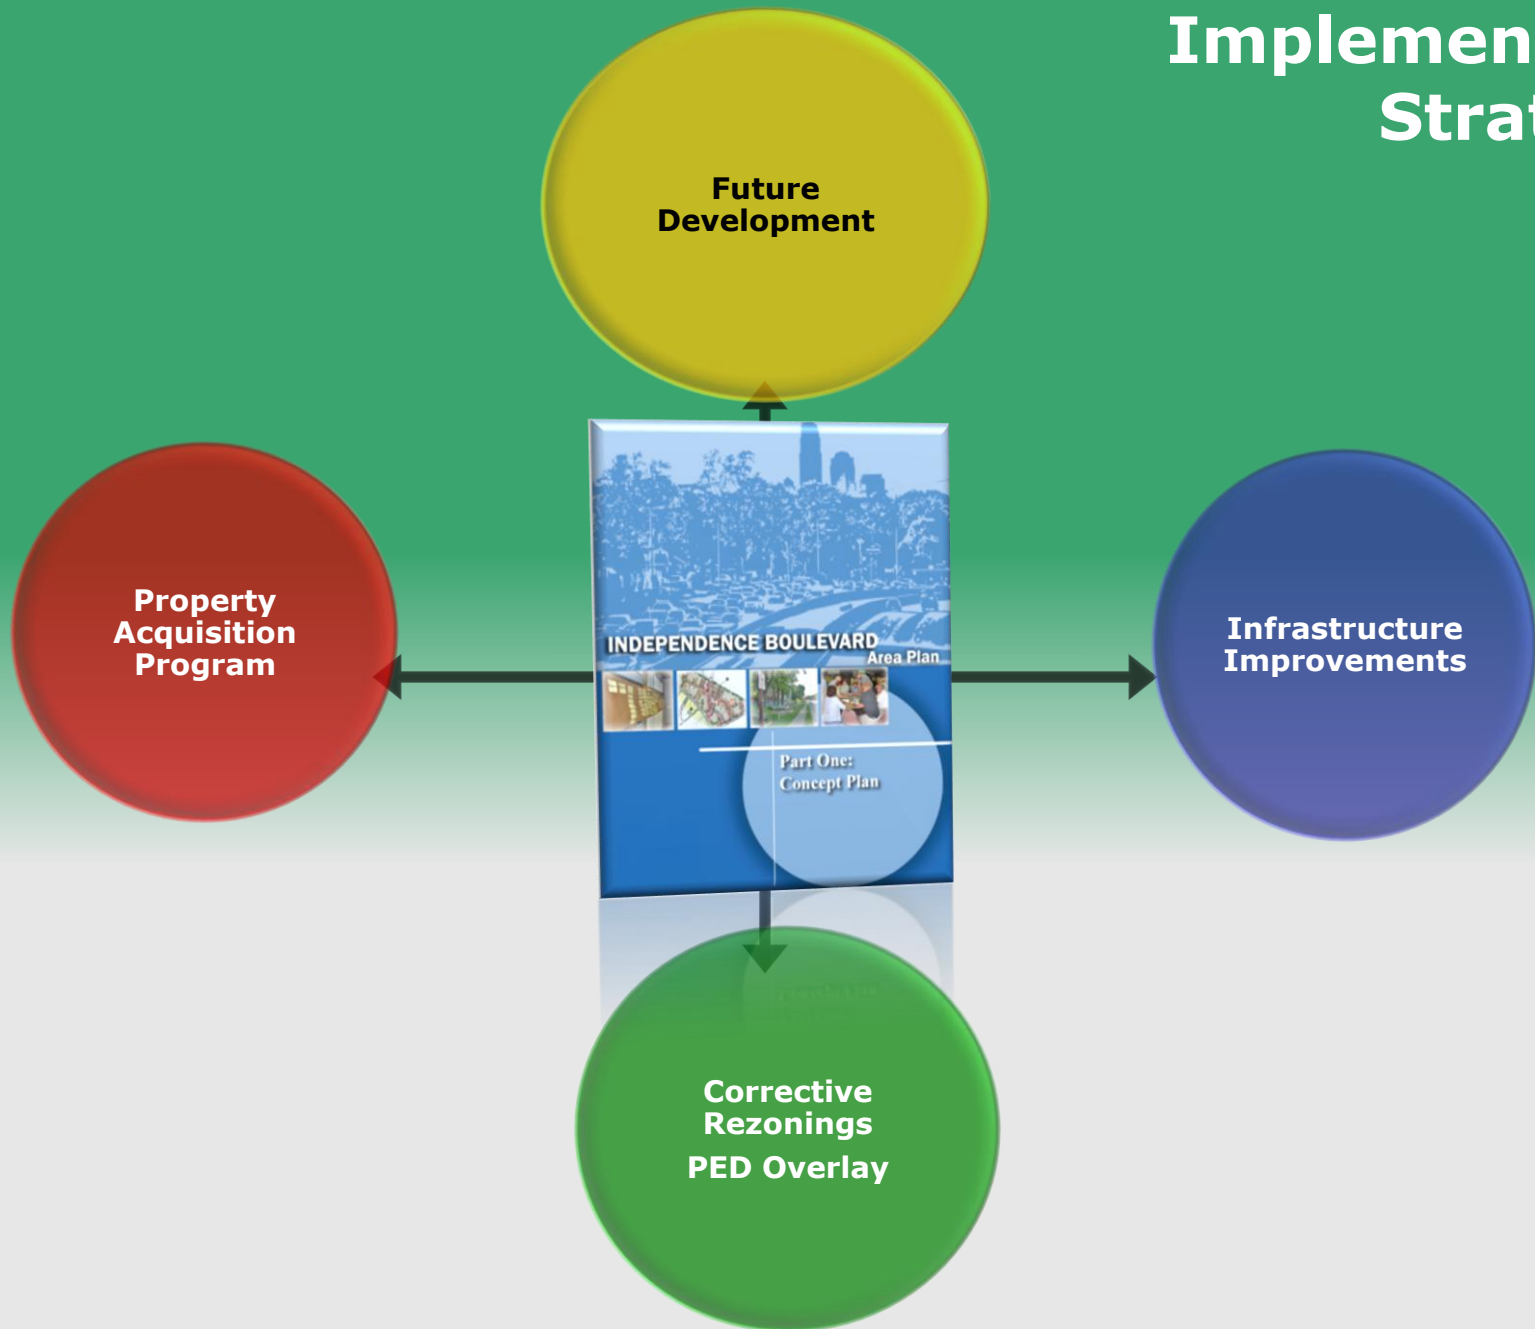 Implemen
Strat
Future
Development
Property
Acquisition
Program
INDEPENDENCE BOULEVARD
Area Plan
Part One:
Concept Plan
Infrastructure
Improvements
Corrective
Rezonings
PED Overlay